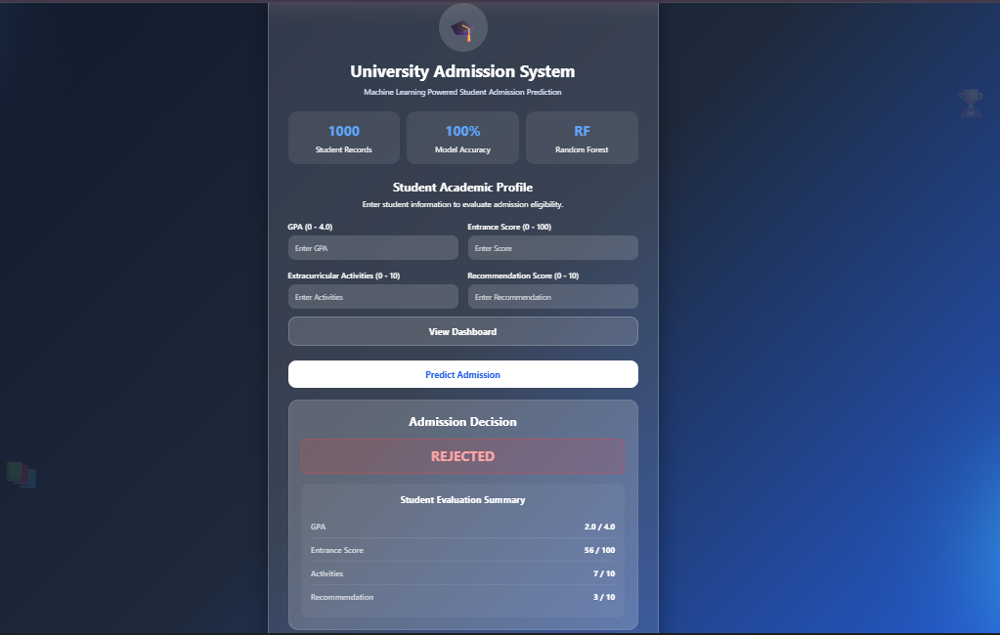 University Admission System
Machine Learning Powered Student Admission Prediction
1000
Student Records
100%
Model Accuracy
RF
Random Forest
Student Academic Profile
Enter student information to evaluate admission eligibility.
GPA (0 - 4.0)
Enter GPA
Entrance Score (0 - 100)
Enter Score
Extracurricular Activities (0 - 10)
Enter Activities
Recommendation Score (0 - 10)
Enter Recommendation
View Dashboard
Predict Admission
Admission Decision
REJECTED
Student Evaluation Summary
GPA 2.0 / 4.0
Entrance Score 56 / 100
Activities 7 / 10
Recommendation 3 / 10